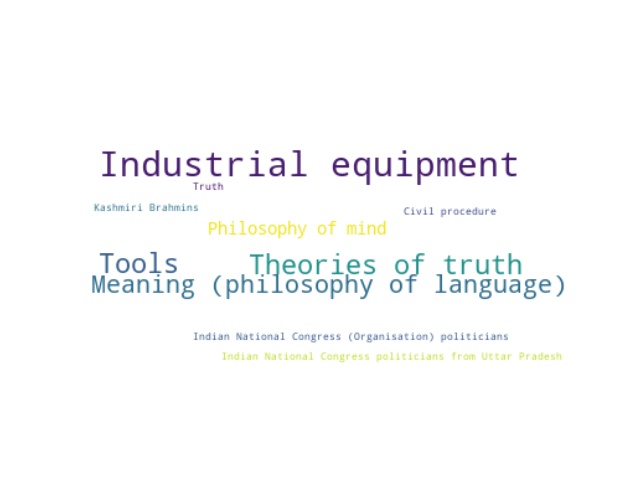 Industrial equipment
Truth
Kashmiri Brahmins
Civil procedure
Philosophy of mind
Tools
Theories of truth
Meaning (philosophy of language)
Indian National Congress (Organisation) politicians
Indian National Congress politicians from Uttar Pradesh